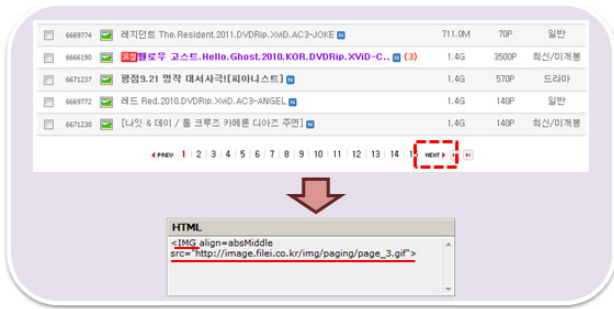 6669774 레지던트 The.Resident.2011.DVDRip.XviD.AC3-JOKE N 711.0M 70P 일반
6666190 요청 헬로우 고스트.Hello.Ghost.2010.KOR.DVDRip.XViD-C.. N (3) 1.4G 3500P 최신/미개봉
6671237 평점9.21 명작 대서사극![피아니스트] N 1.4G 570P 드라마
6669772 레드 Red.2010.DVDRip.XviD.AC3-ANGEL N 1.4G 140P 일반
6671230 [나잇 & 데이 / 톰 크루즈 카메론 디아즈 주연] N 1.4G 140P 최신/미개봉
PREV 1 | 2 | 3 | 4 | 5 | 6 | 7 | 8 | 9 | 10 | 11 | 12 | 13 | 14 | NEXT
HTML
<IMG align=absMiddle
src="http://image.filei.co.kr/img/paging/page_3.gif">